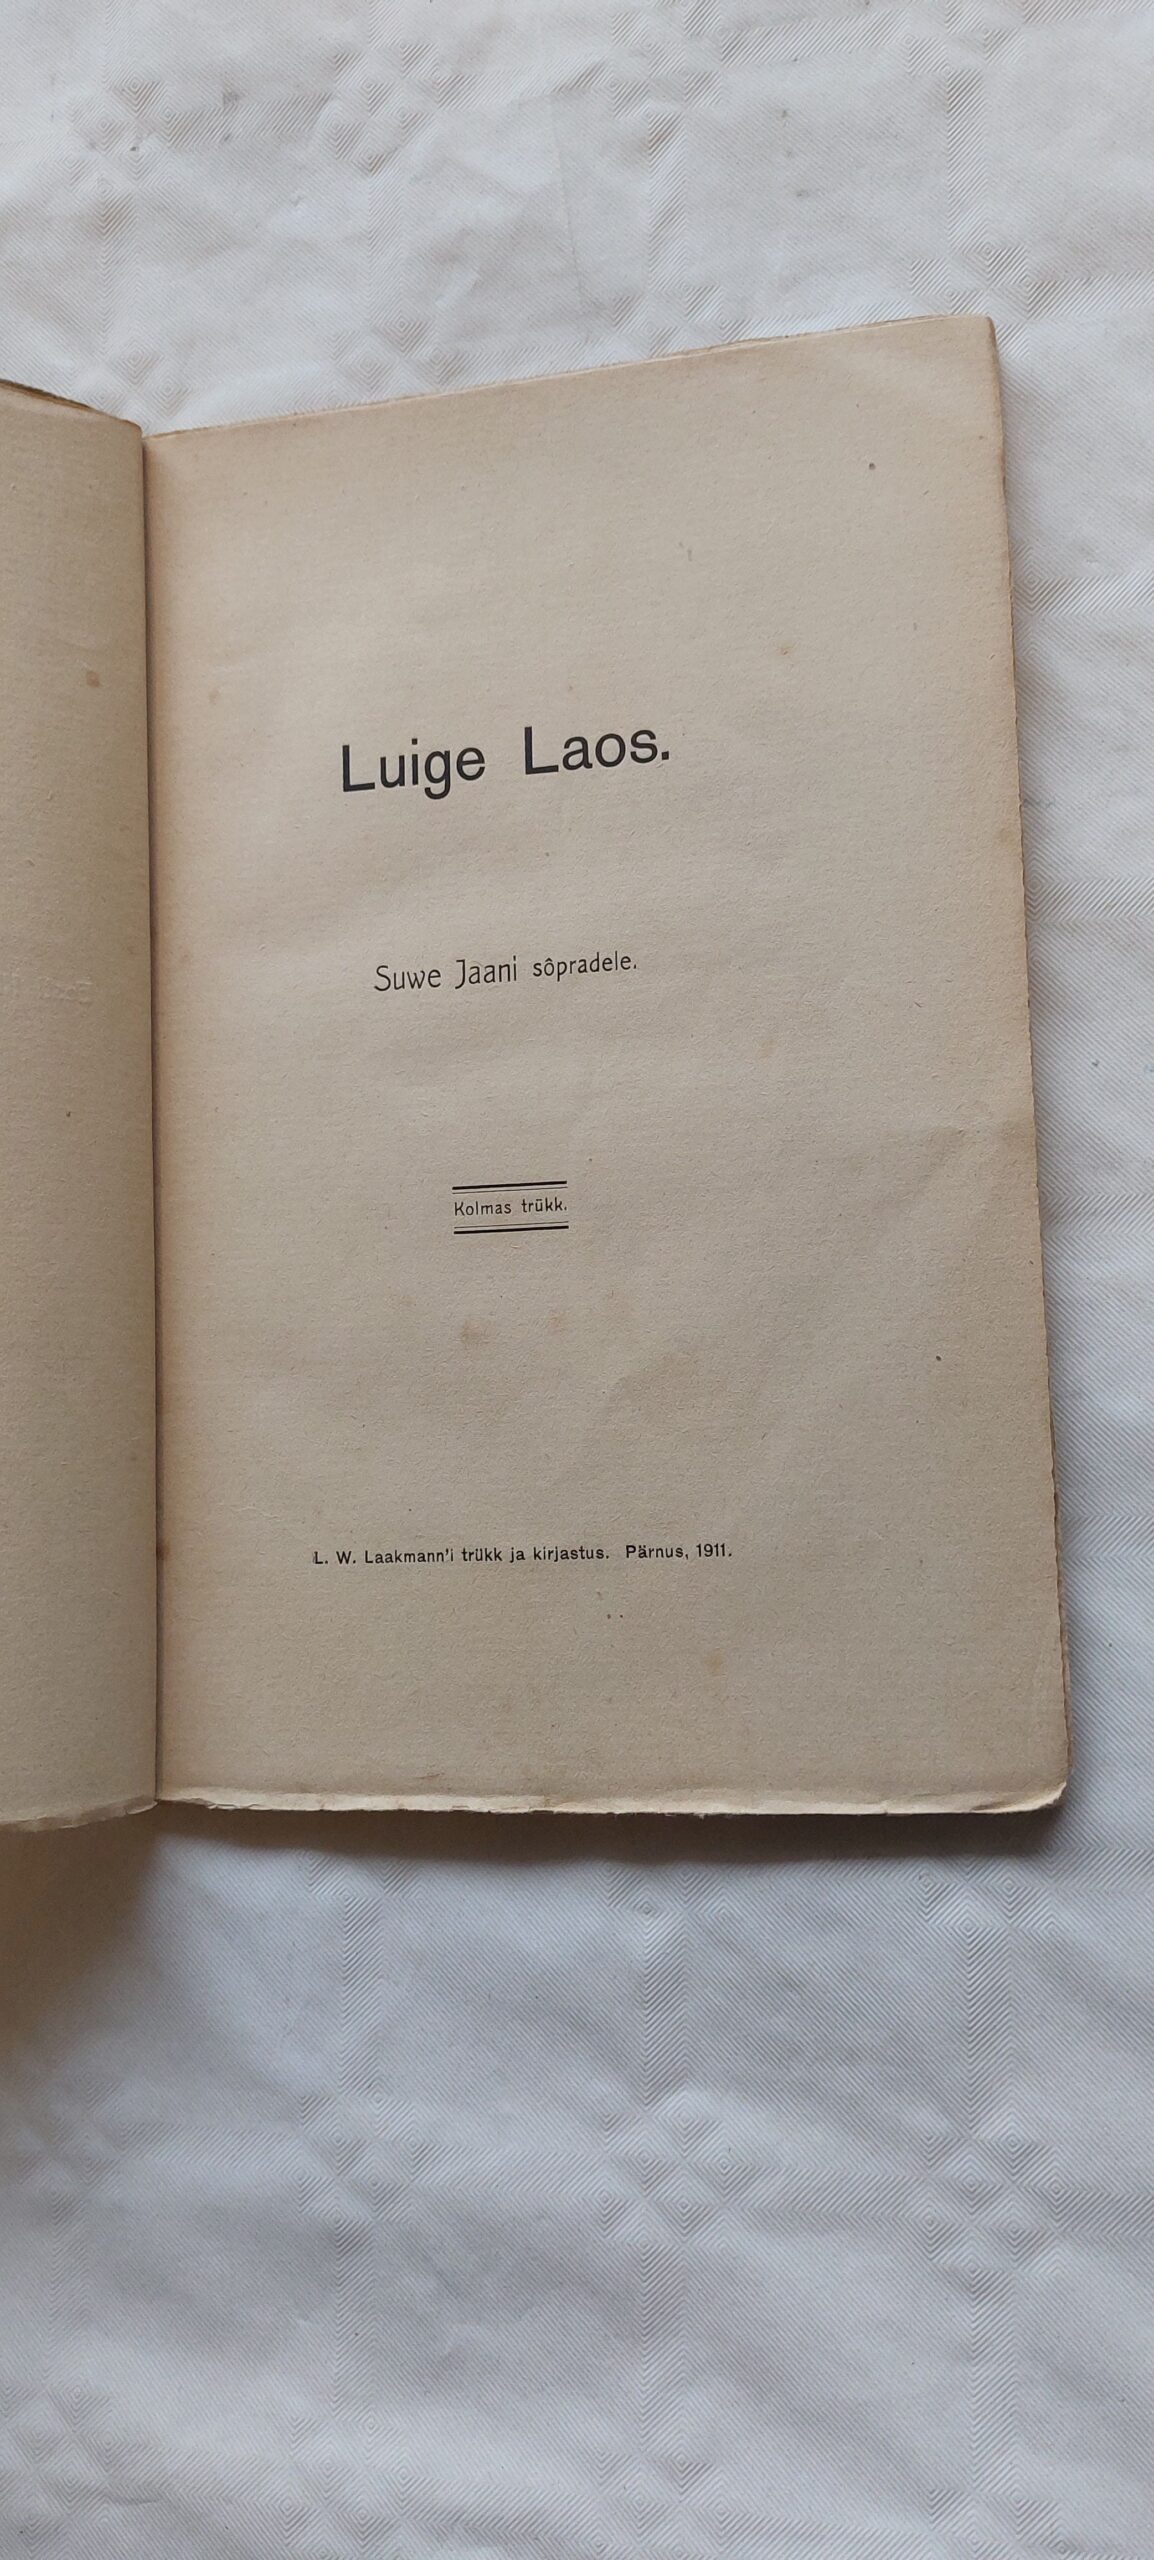 Luige Laos.
Suwe Jaani sôpradele.
Kolmas trükk.
L. W. Laakmann'i trükk ja kirjastus. Pärnus, 1911.